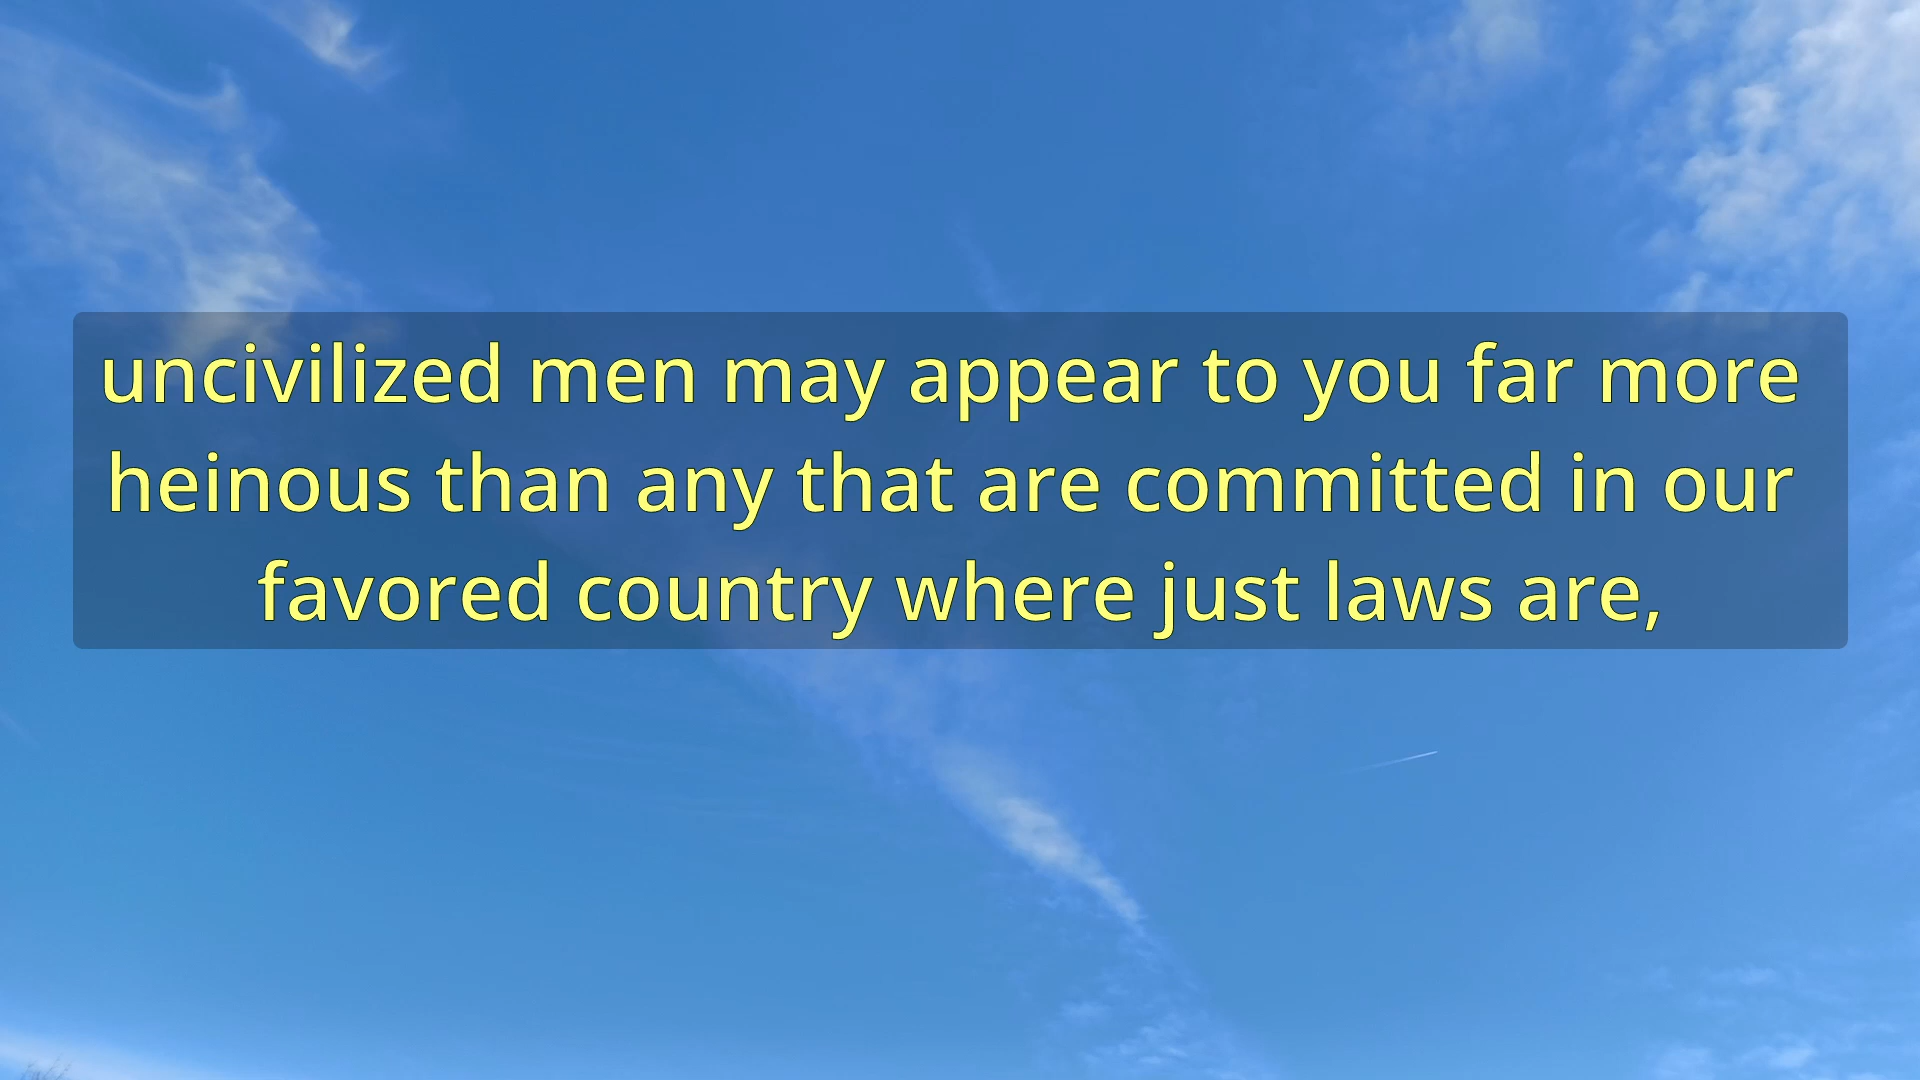 uncivilized men may appear to you far more
heinous than any that are committed in our
favored country where just laws are,